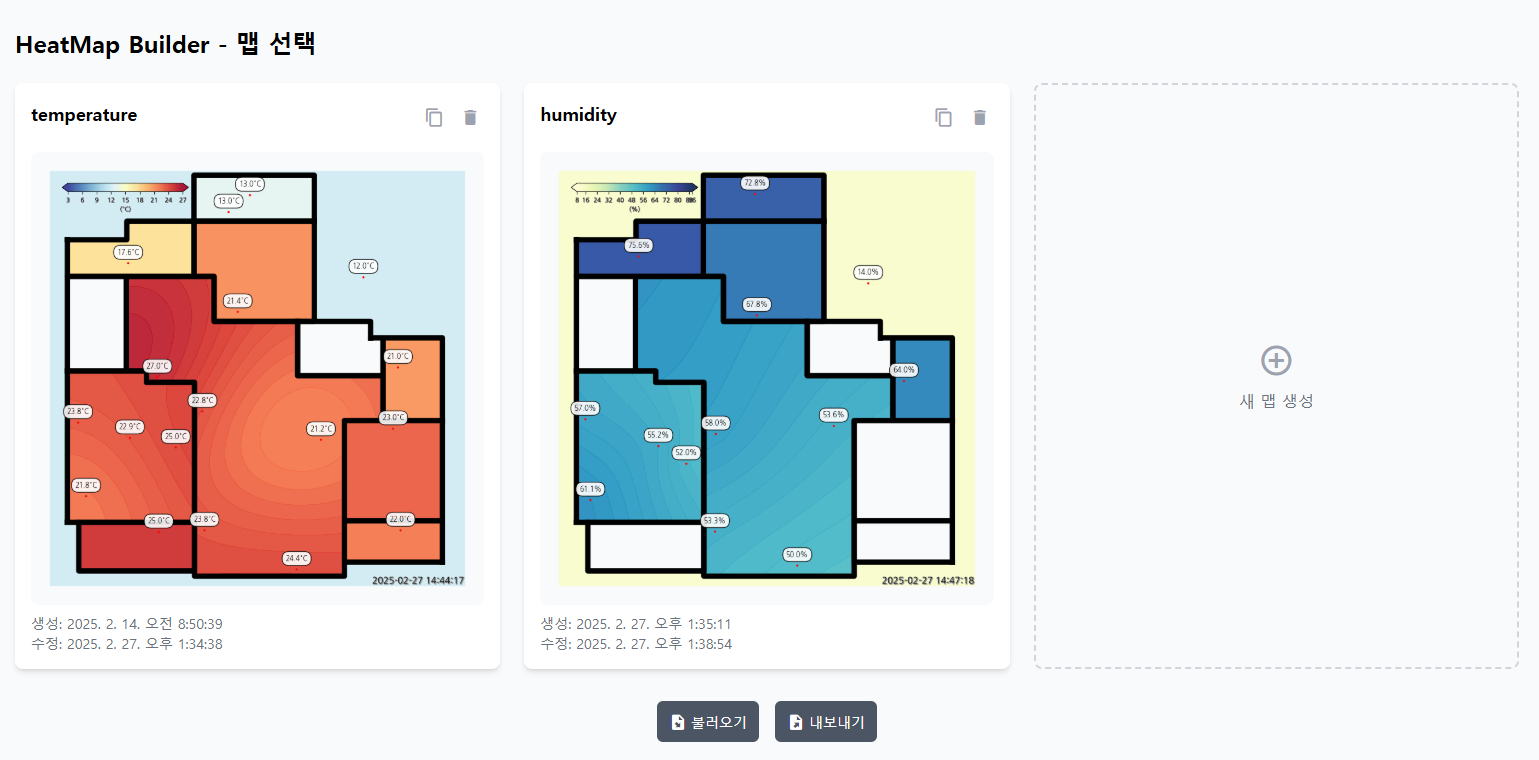 HeatMap Builder - 맵 선택
temperature
3 6 9 12 15 18 21 24 27
(℃)
13.0°C
13.0°C
17.6°C
12.0°C
21.4°C
21.0°C
27.0°C
22.8°C
23.8°C
23.0°C
22.9°C
21.2°C
25.0°C
21.8°C
25.0°C
23.8°C
22.0°C
24.4°C
2025-02-27 14:44:17
생성: 2025. 2. 14. 오전 8:50:39
수정: 2025. 2. 27. 오후 1:34:38
humidity
8 16 24 32 40 48 56 64 72 80
(%)
72.8%
75.6%
14.0%
67.8%
64.0%
57.0%
53.6%
58.0%
55.2%
52.0%
61.1%
53.3%
50.0%
2025-02-27 14:47:18
생성: 2025. 2. 27. 오후 1:35:11
수정: 2025. 2. 27. 오후 1:38:54
새 맵 생성
불러오기
내보내기